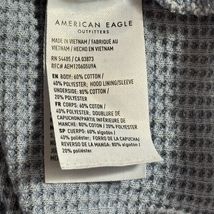 AMERICAN EAGLE
OUTFITTERS
MADE IN VIETNAM / FABRIQUÉ AU
VIETNAM / HECHO EN VIETNAM
RN 54485 / CA 03873
EN BODY: 60% COTTON /
40% POLYESTER; HOOD LINING/SLEEVE
UNDERSIDE: 80% COTTON /
20% POLYESTER
FR CORPS: 60% COTON /
40% POLYESTER; DOUBLURE DE
CAPUCHON/PARTIE INFÉRIEURE DE
MANCHE: 80% COTON /
20% POLYESTER
SP CUERPO: 60% algodón /
40% poliéster; FORRO DE LA CAPUCHA/
REVERSO DE LA MANGA: 80% algodón /
20% poliéster